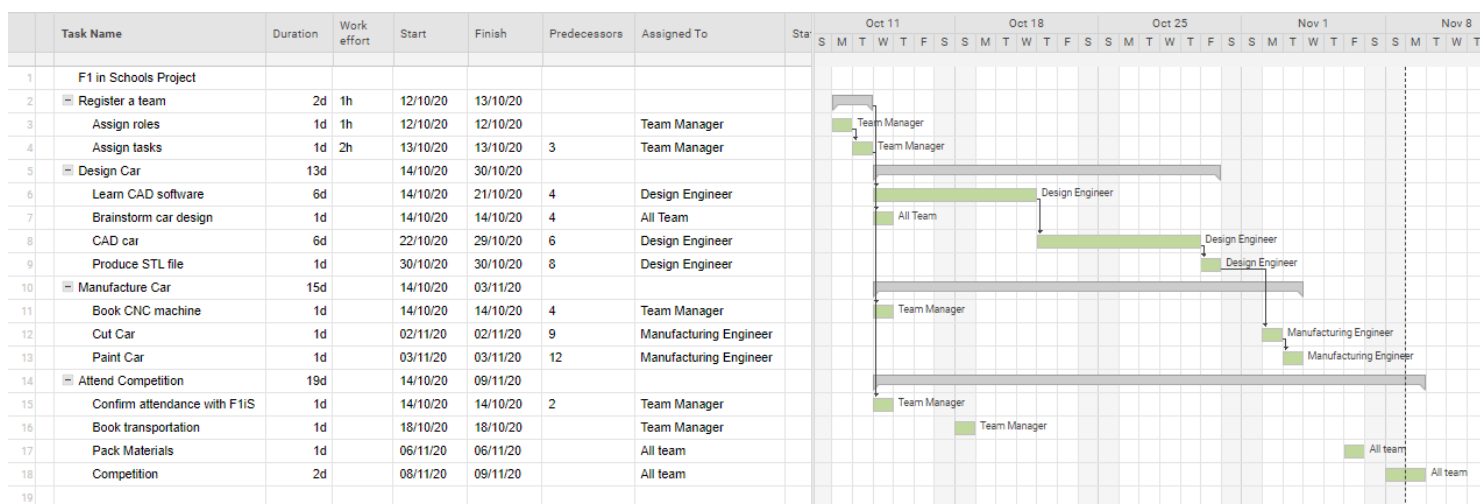 Task Name Duration Work effort Start Finish Predecessors Assigned To Sta
Oct 11 Oct 18 Oct 25 Nov 1 Nov 8
S M T W T F S S M T W T F S S M T W T F S S M T W T F S S M T W T
1 F1 in Schools Project
2 Register a team 2d 1h 12/10/20 13/10/20
3 Assign roles 1d 1h 12/10/20 12/10/20 Team Manager Team Manager
4 Assign tasks 1d 2h 13/10/20 13/10/20 3 Team Manager Team Manager
5 Design Car 13d 14/10/20 30/10/20
6 Learn CAD software 6d 14/10/20 21/10/20 4 Design Engineer Design Engineer
7 Brainstorm car design 1d 14/10/20 14/10/20 4 All Team All Team
8 CAD car 6d 22/10/20 29/10/20 6 Design Engineer Design Engineer
9 Produce STL file 1d 30/10/20 30/10/20 8 Design Engineer Design Engineer
10 Manufacture Car 15d 14/10/20 03/11/20
11 Book CNC machine 1d 14/10/20 14/10/20 4 Team Manager Team Manager
12 Cut Car 1d 02/11/20 02/11/20 9 Manufacturing Engineer Manufacturing Engineer
13 Paint Car 1d 03/11/20 03/11/20 12 Manufacturing Engineer Manufacturing Engineer
14 Attend Competition 19d 14/10/20 09/11/20
15 Confirm attendance with F1iS 1d 14/10/20 14/10/20 2 Team Manager Team Manager
16 Book transportation 1d 18/10/20 18/10/20 Team Manager Team Manager
17 Pack Materials 1d 06/11/20 06/11/20 All team All team
18 Competition 2d 08/11/20 09/11/20 All team All team
19